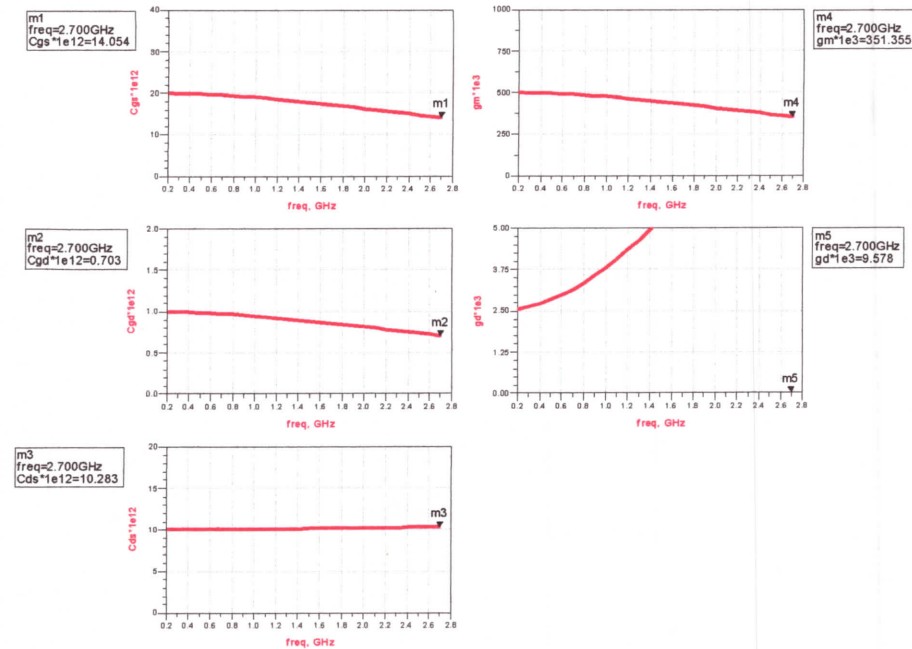 m1
freq=2.700GHz
Cgs*1e12=14.054
40
30
20
10
0
Cgs*1e12
m1
0.2 0.4 0.6 0.8 1.0 1.2 1.4 1.6 1.8 2.0 2.2 2.4 2.6 2.8
freq, GHz
1000
750
500
250
0
gm*1e3
m4
0.2 0.4 0.6 0.8 1.0 1.2 1.4 1.6 1.8 2.0 2.2 2.4 2.6 2.8
freq, GHz
m4
freq=2.700GHz
gm*1e3=351.355
m2
freq=2.700GHz
Cgd*1e12=0.703
2.0
1.5
1.0
0.5
0.0
Cgd*1e12
m2
0.2 0.4 0.6 0.8 1.0 1.2 1.4 1.6 1.8 2.0 2.2 2.4 2.6 2.8
freq, GHz
5.00
3.75
2.50
1.25
0.00
gd*1e3
m5
0.2 0.4 0.6 0.8 1.0 1.2 1.4 1.6 1.8 2.0 2.2 2.4 2.6 2.8
freq, GHz
m5
freq=2.700GHz
gd*1e3=9.578
m3
freq=2.700GHz
Cds*1e12=10.283
20
15
10
5
0
Cds*1e12
m3
0.2 0.4 0.6 0.8 1.0 1.2 1.4 1.6 1.8 2.0 2.2 2.4 2.6 2.8
freq, GHz